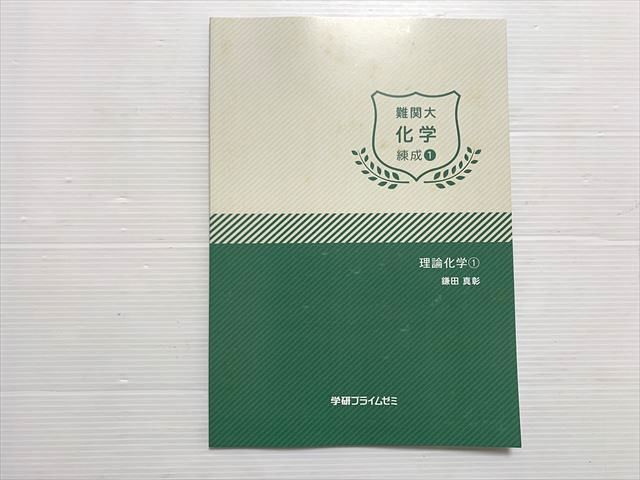 難関大
化学
練成❶
理論化学①
鎌田 真彰
学研プライムゼミ